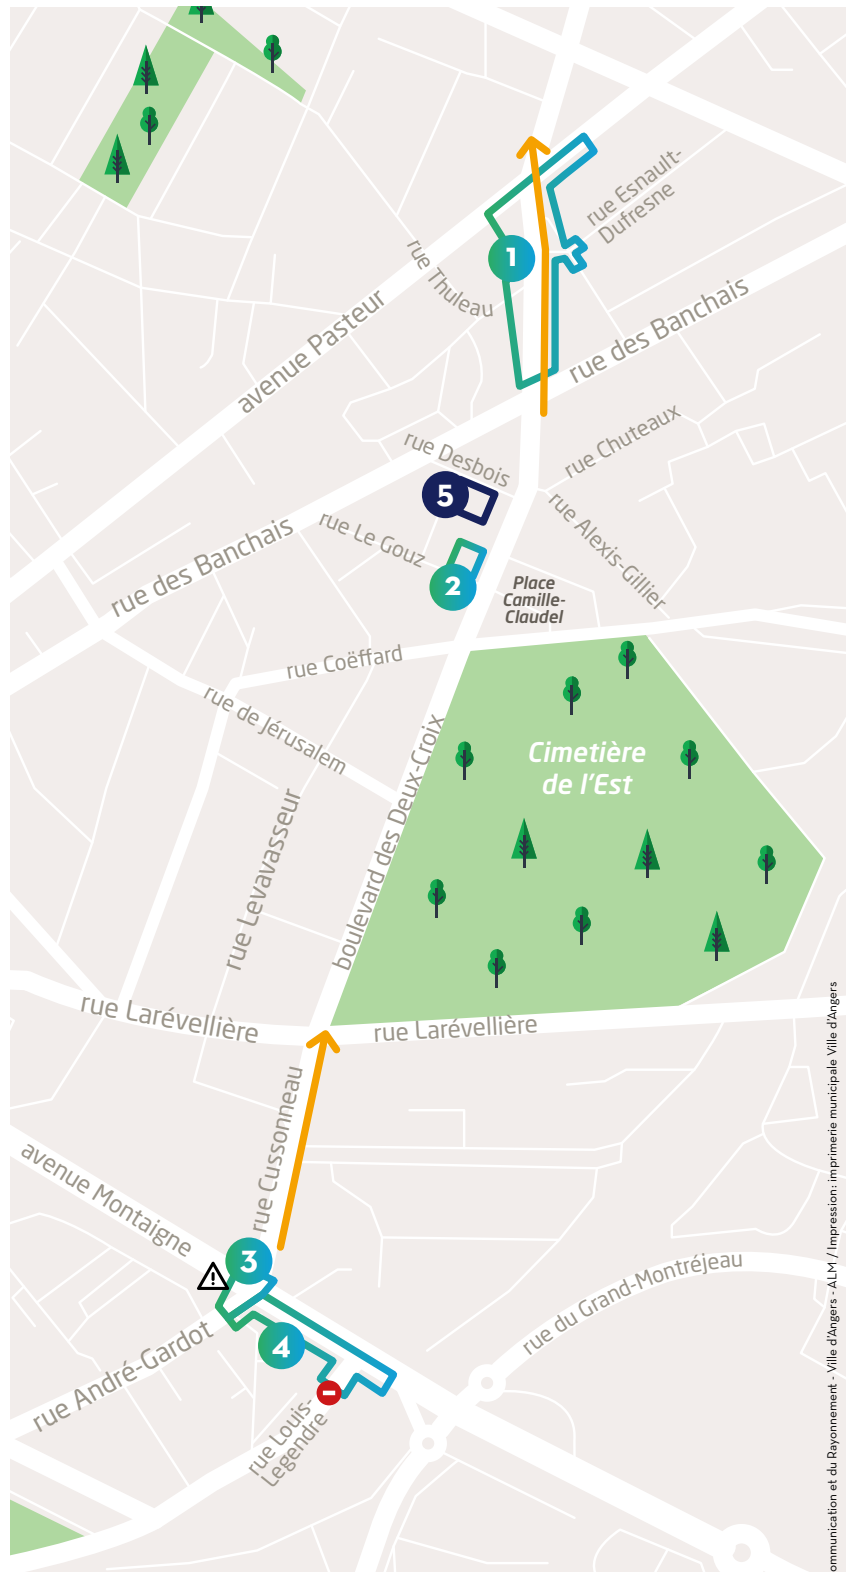 rue Esnault-
Dufresne
1
rue Thuleau
avenue Pasteur
rue des Banchais
rue Chuteaux
rue Desbois
5
rue Alexis-Gillier
rue Le Gouz
rue des Banchais
2
Place
Camille-
Claudel
rue Coëffard
rue de Jérusalem
boulevard des Deux-Croix
Cimetière
de l'Est
rue Levavasseur
rue Larévellière
rue Larévellière
rue Cussonneau
avenue Montaigne
3
rue du Grand-Montréjeau
4
rue André-Gardot
rue Louis-
Legendre
ommunication et du Rayonnement - Ville d'Angers - ALM / Impression : imprimerie municipale Ville d'Angers